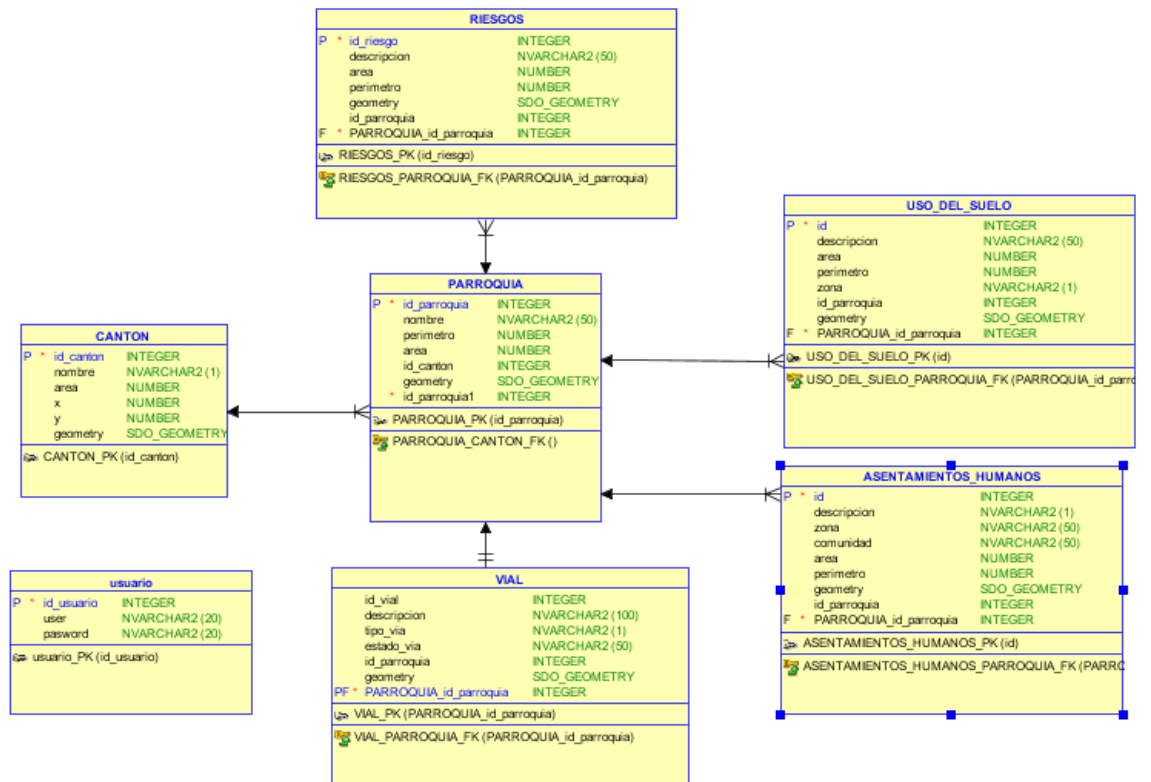 RIESGOS
P * id_riesgo INTEGER
descripcion NVARCHAR2 (50)
area NUMBER
perimetro NUMBER
geometry SDO_GEOMETRY
id_parroquia INTEGER
F * PARROQUIA_id_parroquia INTEGER
RIESGOS_PK (id_riesgo)
RIESGOS_PARROQUIA_FK (PARROQUIA_id_parroquia)
USO_DEL_SUELO
P * id INTEGER
descripcion NVARCHAR2 (50)
area NUMBER
perimetro NUMBER
zona NVARCHAR2 (1)
id_parroquia INTEGER
geometry SDO_GEOMETRY
F * PARROQUIA_id_parroquia INTEGER
USO_DEL_SUELO_PK (id)
USO_DEL_SUELO_PARROQUIA_FK (PARROQUIA_id_parro
PARROQUIA
P * id_parroquia INTEGER
nombre NVARCHAR2 (50)
perimetro NUMBER
area NUMBER
id_canton INTEGER
geometry SDO_GEOMETRY
* id_parroquia1 INTEGER
PARROQUIA_PK (id_parroquia)
PARROQUIA_CANTON_FK ()
CANTON
P * id_canton INTEGER
nombre NVARCHAR2 (1)
area NUMBER
x NUMBER
y NUMBER
geometry SDO_GEOMETRY
CANTON_PK (id_canton)
ASENTAMIENTOS_HUMANOS
P * id INTEGER
descripcion NVARCHAR2 (1)
zona NVARCHAR2 (50)
comunidad NVARCHAR2 (50)
area NUMBER
perimetro NUMBER
geometry SDO_GEOMETRY
id_parroquia INTEGER
F * PARROQUIA_id_parroquia INTEGER
ASENTAMIENTOS_HUMANOS_PK (id)
ASENTAMIENTOS_HUMANOS_PARROQUIA_FK (PARRO
usuario
P * id_usuario INTEGER
user NVARCHAR2 (20)
pasword NVARCHAR2 (20)
usuario_PK (id_usuario)
VIAL
id_vial INTEGER
descripcion NVARCHAR2 (100)
tipo_via NVARCHAR2 (1)
estado_via NVARCHAR2 (50)
id_parroquia INTEGER
geometry SDO_GEOMETRY
PF * PARROQUIA_id_parroquia INTEGER
VIAL_PK (PARROQUIA_id_parroquia)
VIAL_PARROQUIA_FK (PARROQUIA_id_parroquia)